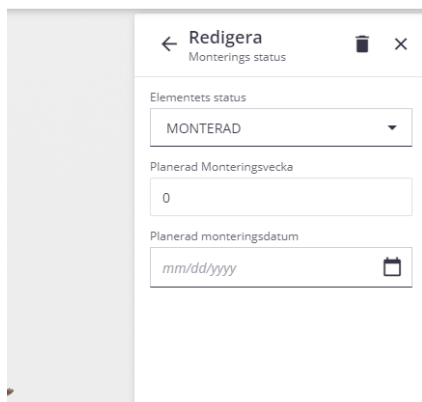 Redigera
Monterings status
Elementets status
MONTERAD
Planerad Monteringsvecka
0
Planerad monteringsdatum
mm/dd/yyyy